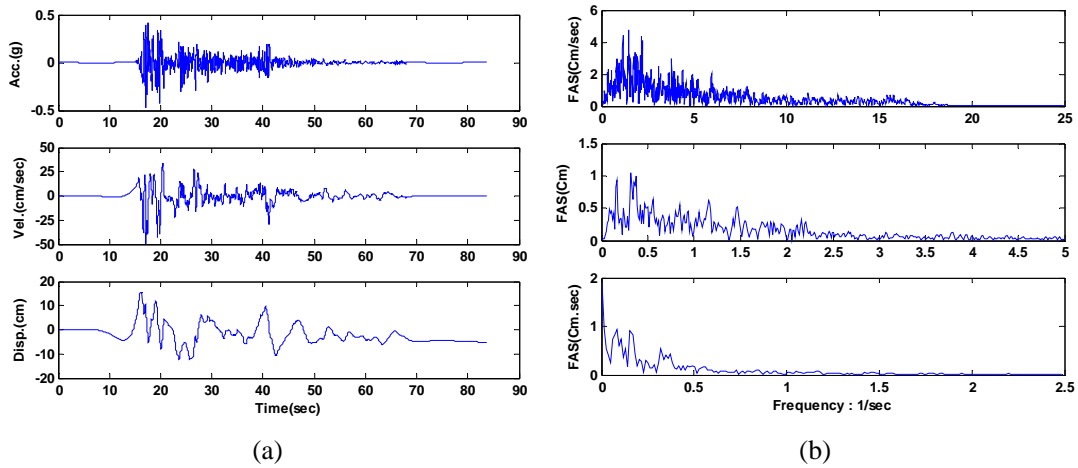 0.5
0
-0.5
Acc.(g)
0 10 20 30 40 50 60 70 80 90
50
25
0
-25
50
Vel.(cm/sec)
0 10 20 30 40 50 60 70 80 90
20
10
0
-10
-20
Disp.(cm)
0 10 20 30 40 50 60 70 80 90
Time(sec)
(a)
6
4
2
0
FAS(Cm/sec)
0 5 10 15 20 25
1.5
1
0.5
0
FAS(Cm)
0 0.5 1 1.5 2 2.5 3 3.5 4 4.5 5
2
1
0
FAS(Cm.sec)
0 0.5 1 1.5 2 2.5
Frequency : 1/sec
(b)